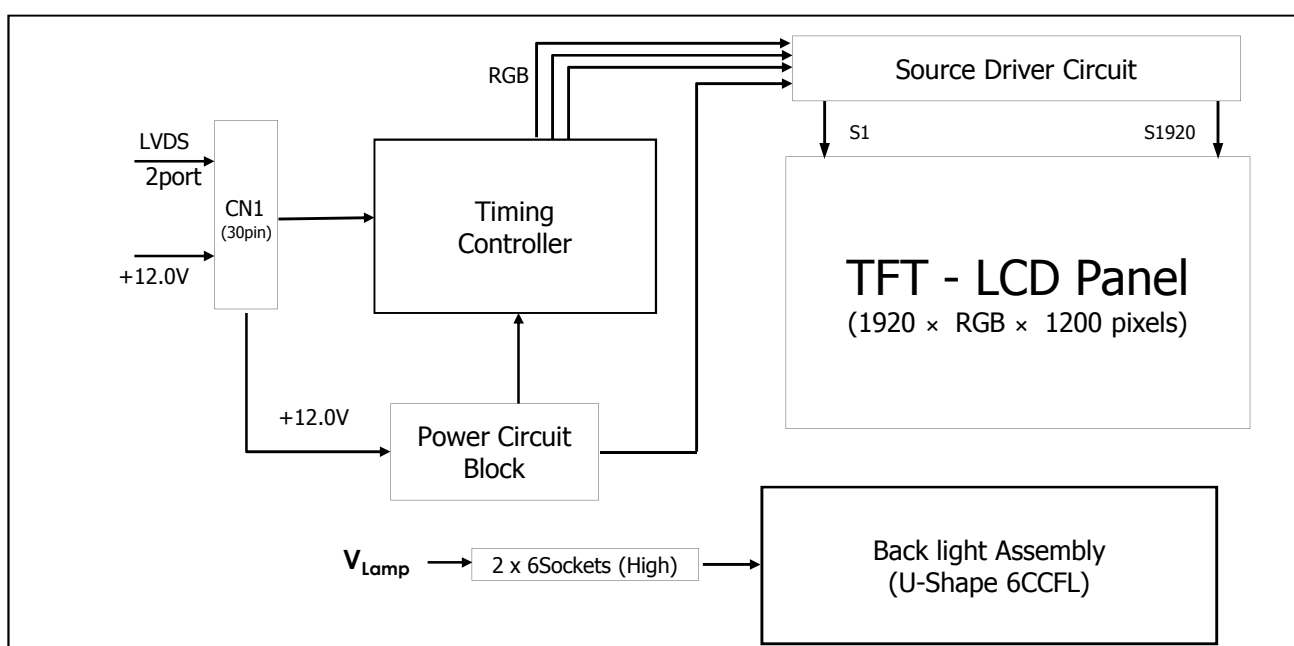 RGB
Source Driver Circuit
S1
S1920
LVDS
2port
CN1
(30pin)
+12.0V
Timing
Controller
TFT - LCD Panel
(1920 × RGB × 1200 pixels)
+12.0V
Power Circuit
Block
V Lamp
2 x 6Sockets (High)
Back light Assembly
(U-Shape 6CCFL)